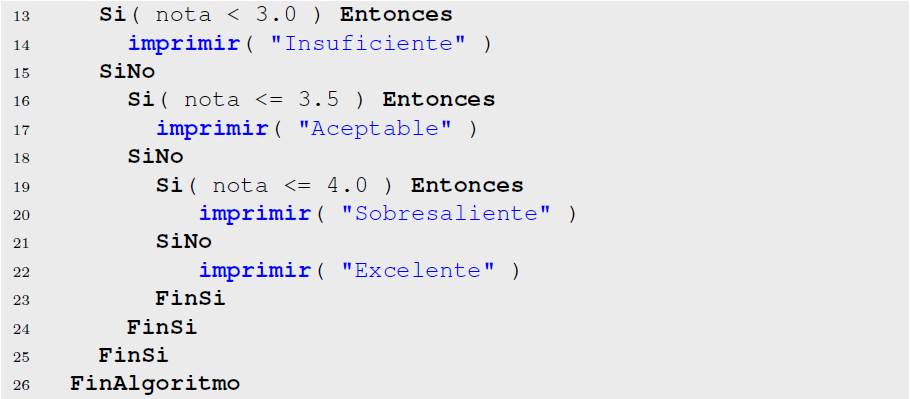 13 Si( nota < 3.0 ) Entonces
14 imprimir( "Insuficiente" )
15 SiNo
16 Si( nota <= 3.5 ) Entonces
17 imprimir( "Aceptable" )
18 SiNo
19 Si( nota <= 4.0 ) Entonces
20 imprimir( "Sobresaliente" )
21 SiNo
22 imprimir( "Excelente" )
23 FinSi
24 FinSi
25 FinSi
26 FinAlgoritmo